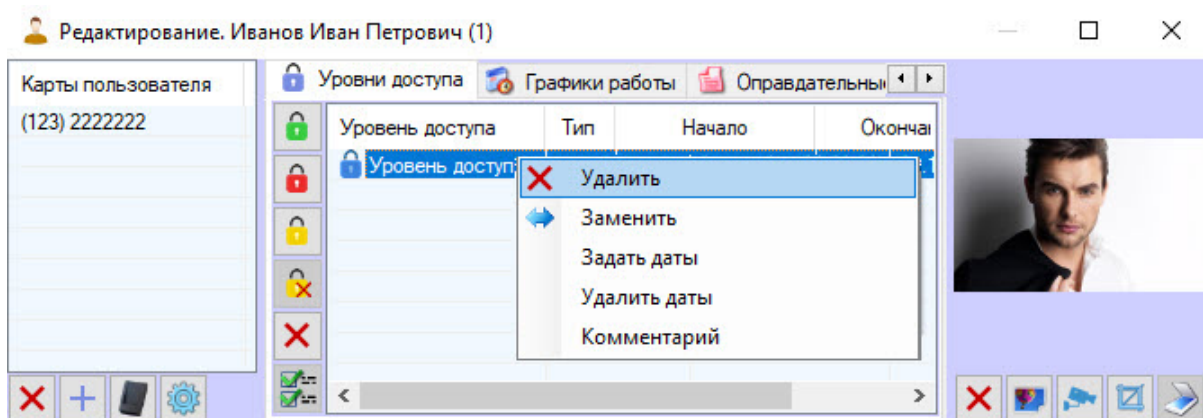 Редактирование. Иванов Иван Петрович (1)
Карты пользователя
(123) 2222222
Уровни доступа
Графики работы
Оправдательны
Уровень доступа
Тип
Начало
Оконча
Уровень доступ
Удалить
Заменить
Задать даты
Удалить даты
Комментарий